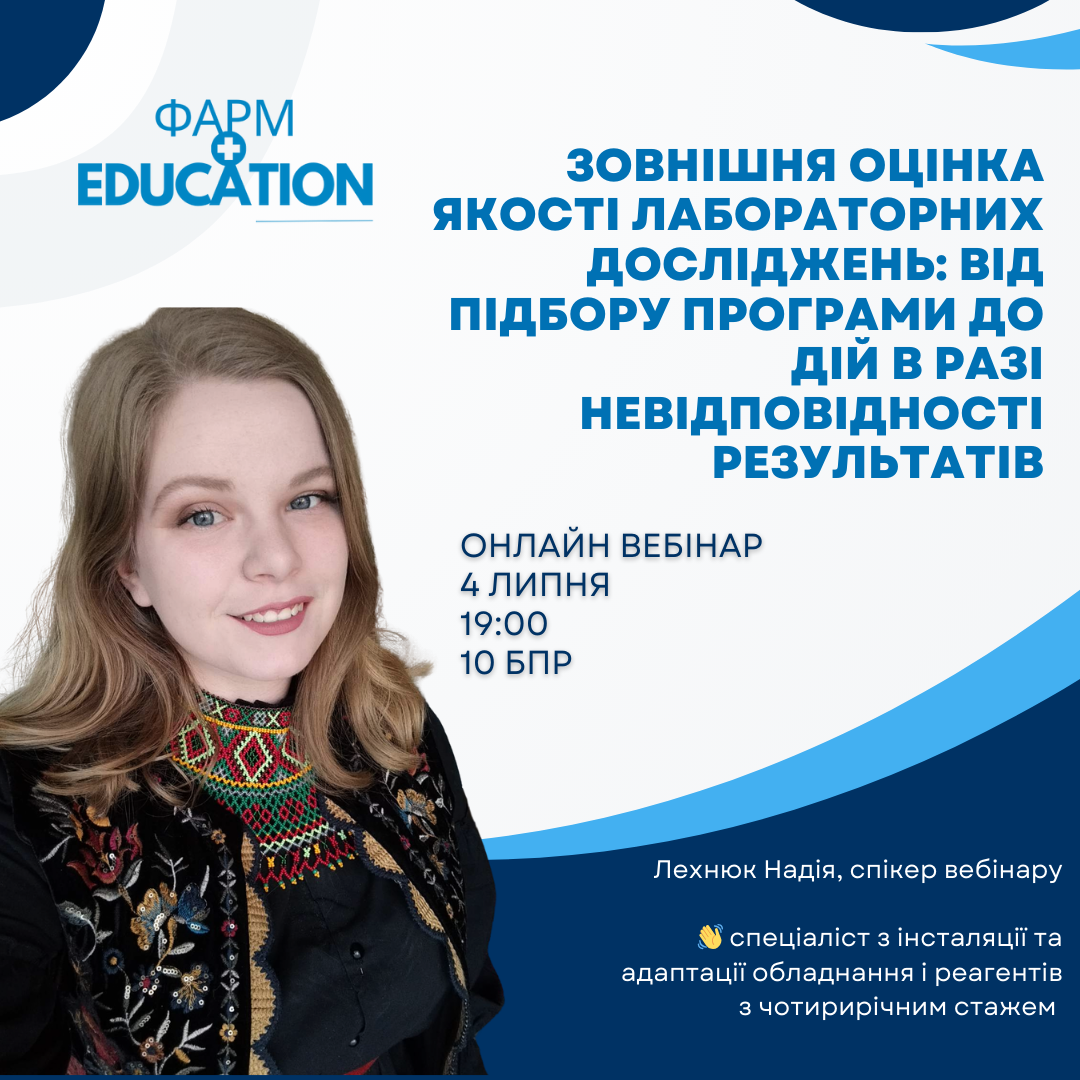 ФАРМ
EDUCATION
ЗОВНІШНЯ ОЦІНКА
ЯКОСТІ ЛАБОРАТОРНИХ
ДОСЛІДЖЕНЬ: ВІД
ПІДБОРУ ПРОГРАМИ ДО
ДІЙ В РАЗІ
НЕВІДПОВІДНОСТІ
РЕЗУЛЬТАТІВ
ОНЛАЙН ВЕБІНАР
4 ЛИПНЯ
19:00
10 БПР
Лехнюк Надія, спікер вебінару
👋 спеціаліст з інсталяції та
адаптації обладнання і реагентів
з чотирирічним стажем